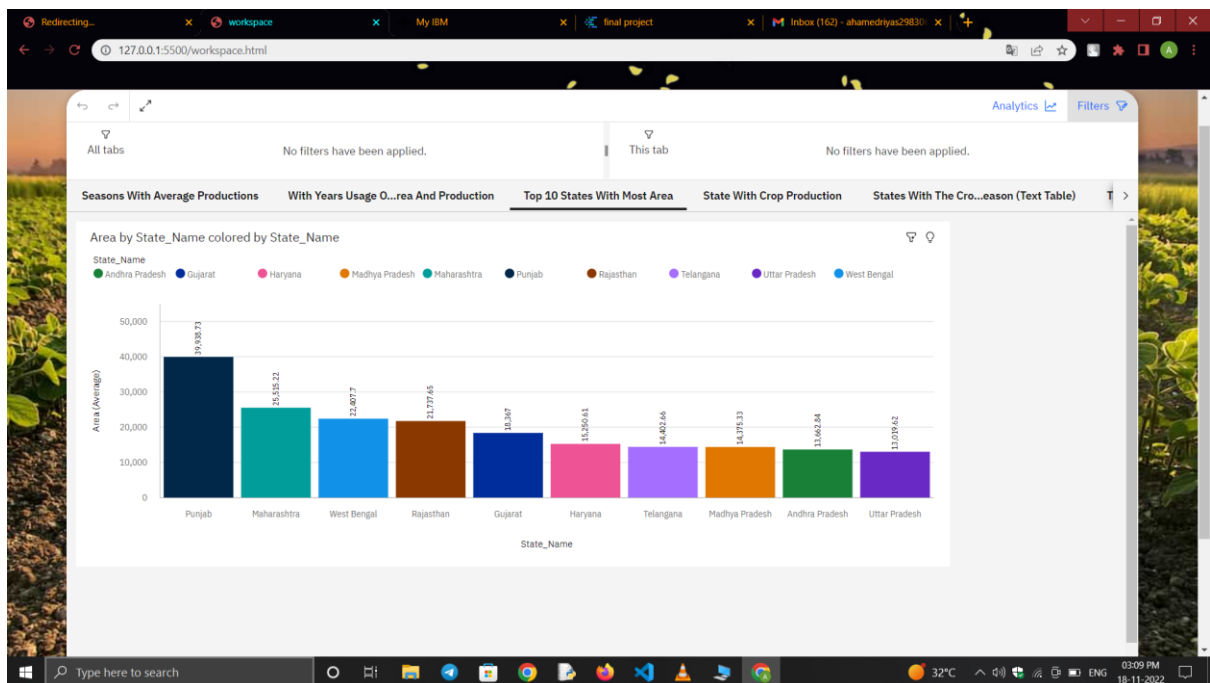 Redirecting...
workspace
My IBM
final project
Inbox (162) - ahamedriyas29830
127.0.0.1:5500/workspace.html
A
Analytics
Filters
All tabs
No filters have been applied.
This tab
No filters have been applied.
Seasons With Average Productions
With Years Usage O...rea And Production
Top 10 States With Most Area
State With Crop Production
States With The Cro...eason (Text Table)
T
Area by State_Name colored by State_Name
State_Name
Andhra Pradesh Gujarat Haryana Madhya Pradesh Maharashtra Punjab Rajasthan Telangana Uttar Pradesh West Bengal
Area (Average)
50,000
40,000
30,000
20,000
10,000
0
39,938.73
25,515.22
22,407.7
21,737.65
18,367
15,250.61
14,402.66
14,375.33
13,662.84
13,019.62
Punjab Maharashtra West Bengal Rajasthan Gujarat Haryana Telangana Madhya Pradesh Andhra Pradesh Uttar Pradesh
State_Name
Type here to search
32°C
ENG
03:09 PM
18-11-2022